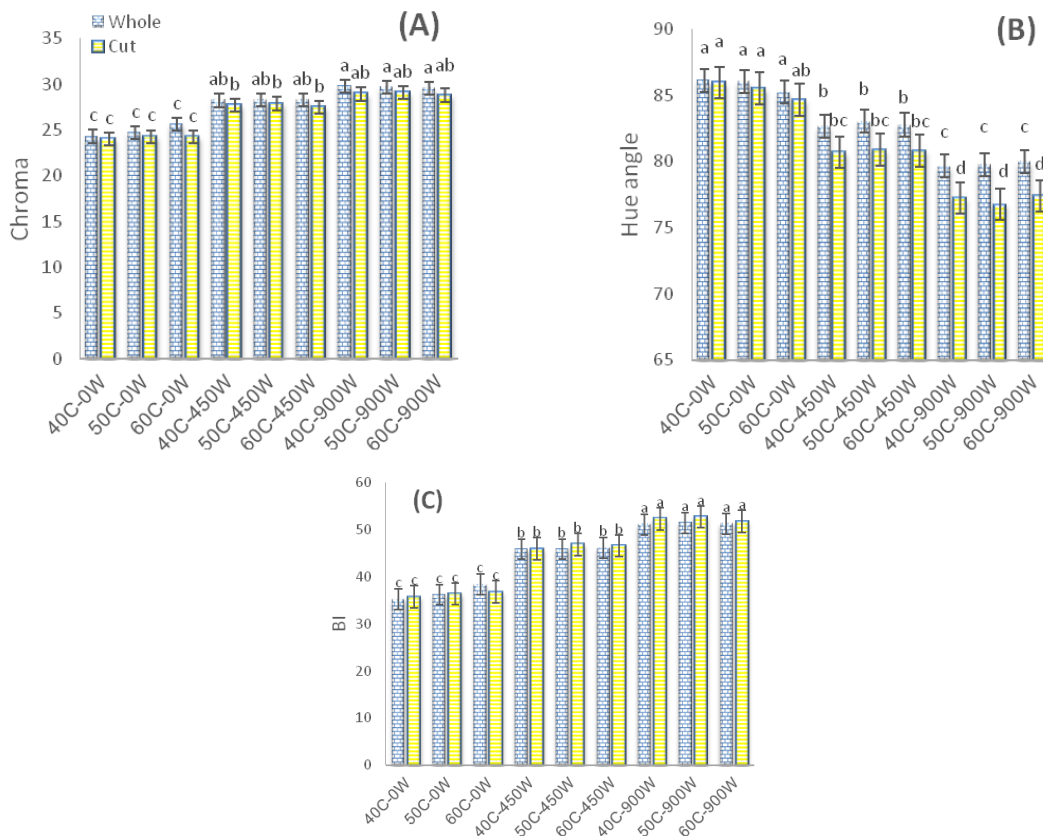 Whole
Cut
(A)
35
30
25
20
15
10
5
0
Chroma
c c c c c c ab b ab b ab b a ab a ab a ab
40C-0W
50C-0W
60C-0W
40C-450W
50C-450W
60C-450W
40C-900W
50C-900W
60C-900W
(B)
90
85
80
75
70
65
Hue angle
a a a a a ab b bc b bc b bc c d c d c d
40C-0W
50C-0W
60C-0W
40C-450W
50C-450W
60C-450W
40C-900W
50C-900W
60C-900W
(C)
60
50
40
30
20
10
0
BI
c c c c c c b b b b b b a a a a a a
40C-0W
50C-0W
60C-0W
40C-450W
50C-450W
60C-450W
40C-900W
50C-900W
60C-900W